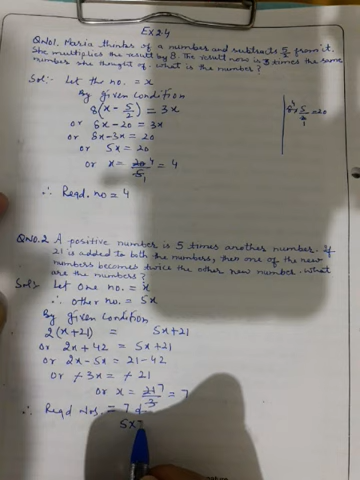 Ex 2.4
QNo1. Maria thinks of a number and subtracts 5/2 from it.
She multiplies the result by 8. The result now is 3 times the same
number she thought of. what is the number?
Sol:- Let the no. = x
By given Condition
8(x - 5/2) = 3x
or 8x - 20 = 3x
or 8x - 3x = 20
or 5x = 20
or x = 20/5 = 4
∴ Reqd. no = 4
8 × 5/2 = 20
QNO.2 A positive number is 5 times another number. If
21 is added to both the numbers, then one of the new
numbers becomes twice the other new number. What
are the numbers?
Sol:- Let one no. = x
∴ other no. = 5x
By given Condition
2(x+21) = 5x+21
or 2x + 42 = 5x + 21
or 2x - 5x = 21 - 42
or -3x = -21
or x = 21/3 = 7
∴ Reqd Nos. = 7 &
5x7